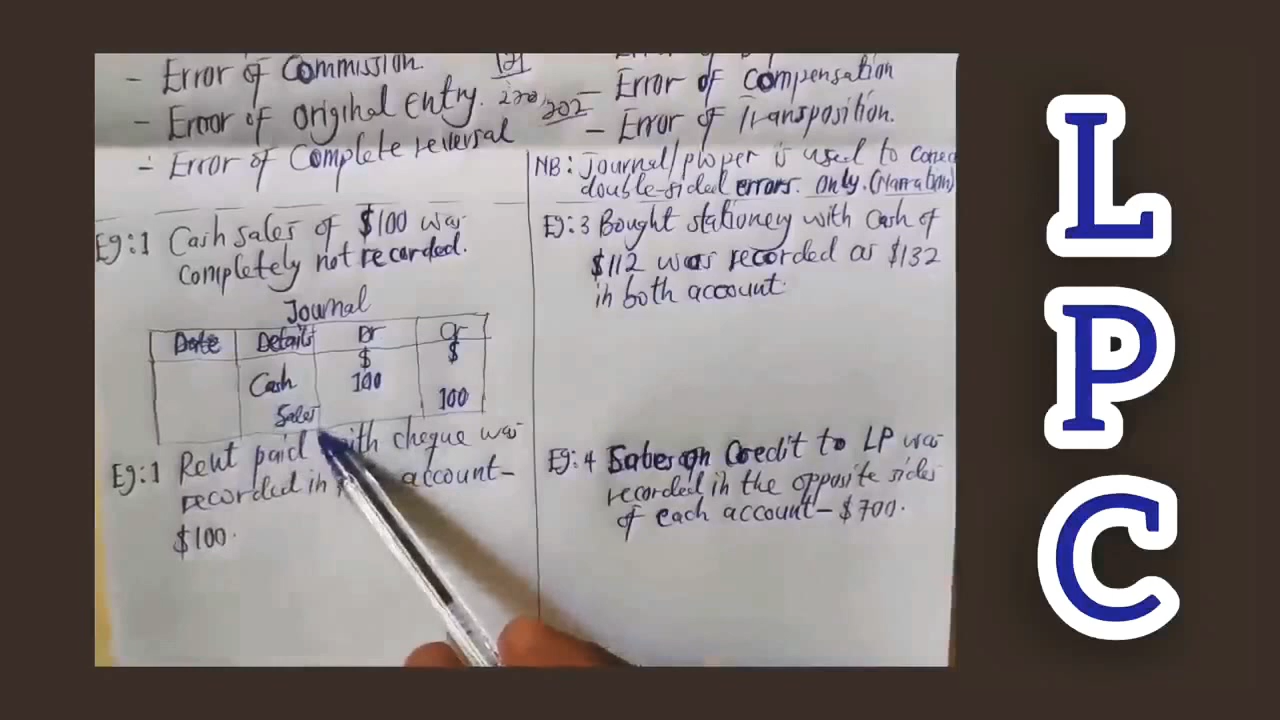 - Error of Commission.
- Error of Original Entry.
- Error of Complete reversal
121
220, 202
- Error of Compensation
- Error of Transposition.
NB: Journal/proper is used to
double-sided errors. Only. (Narration)
Eg:1 Cash sales of $100 was
completely not recorded.
Journal
Date Details Dr Cr
$ $
Cash 100
Sales 100
Eg:1 Rent paid with cheque was
recorded in account-
$100.
Eg:3 Bought stationey with Cash of
$112 was recorded as $132
in both account.
Eg:4 Sales on Credit to LP was
recorded in the opposite sides
of each account- $700.
L
P
C